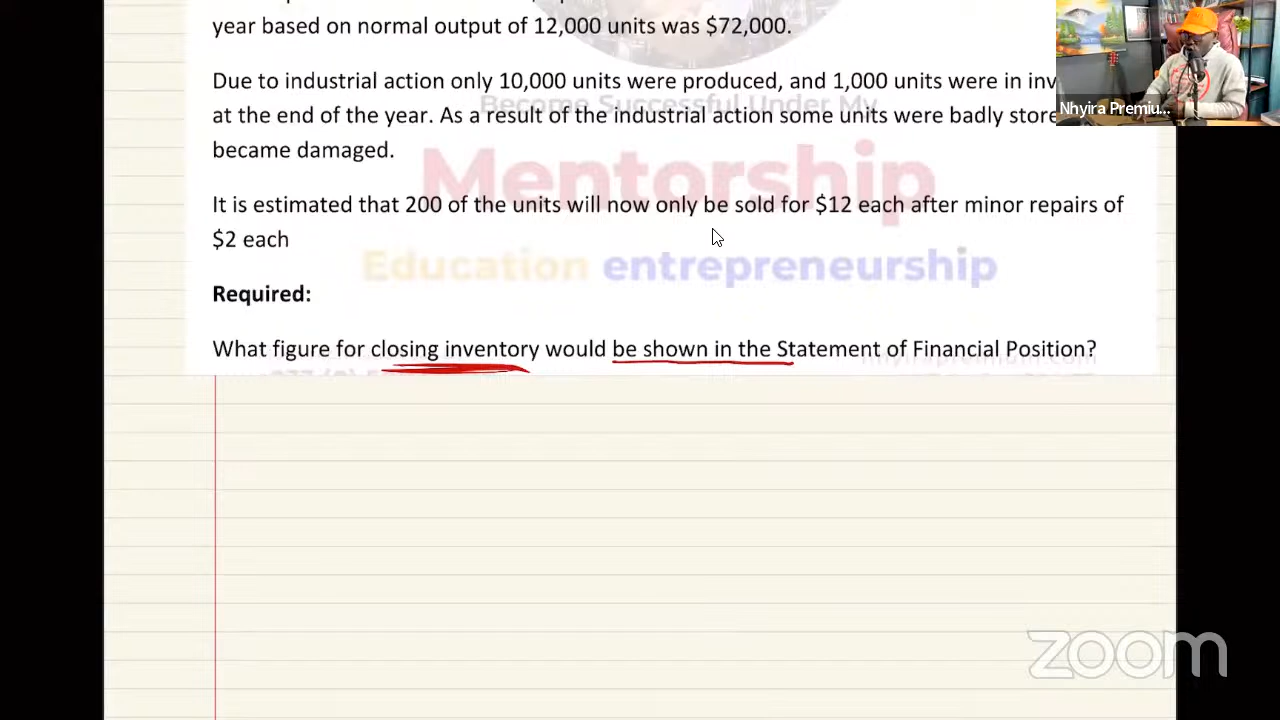 year based on normal output of 12,000 units was $72,000.
Due to industrial action only 10,000 units were produced, and 1,000 units were in inv
at the end of the year. As a result of the industrial action some units were badly store
became damaged.
It is estimated that 200 of the units will now only be sold for $12 each after minor repairs of
$2 each
Required:
What figure for closing inventory would be shown in the Statement of Financial Position?
Become Successful Under My
Mentorship
Education entrepreneurship
Nhyira Premiu...
zoom